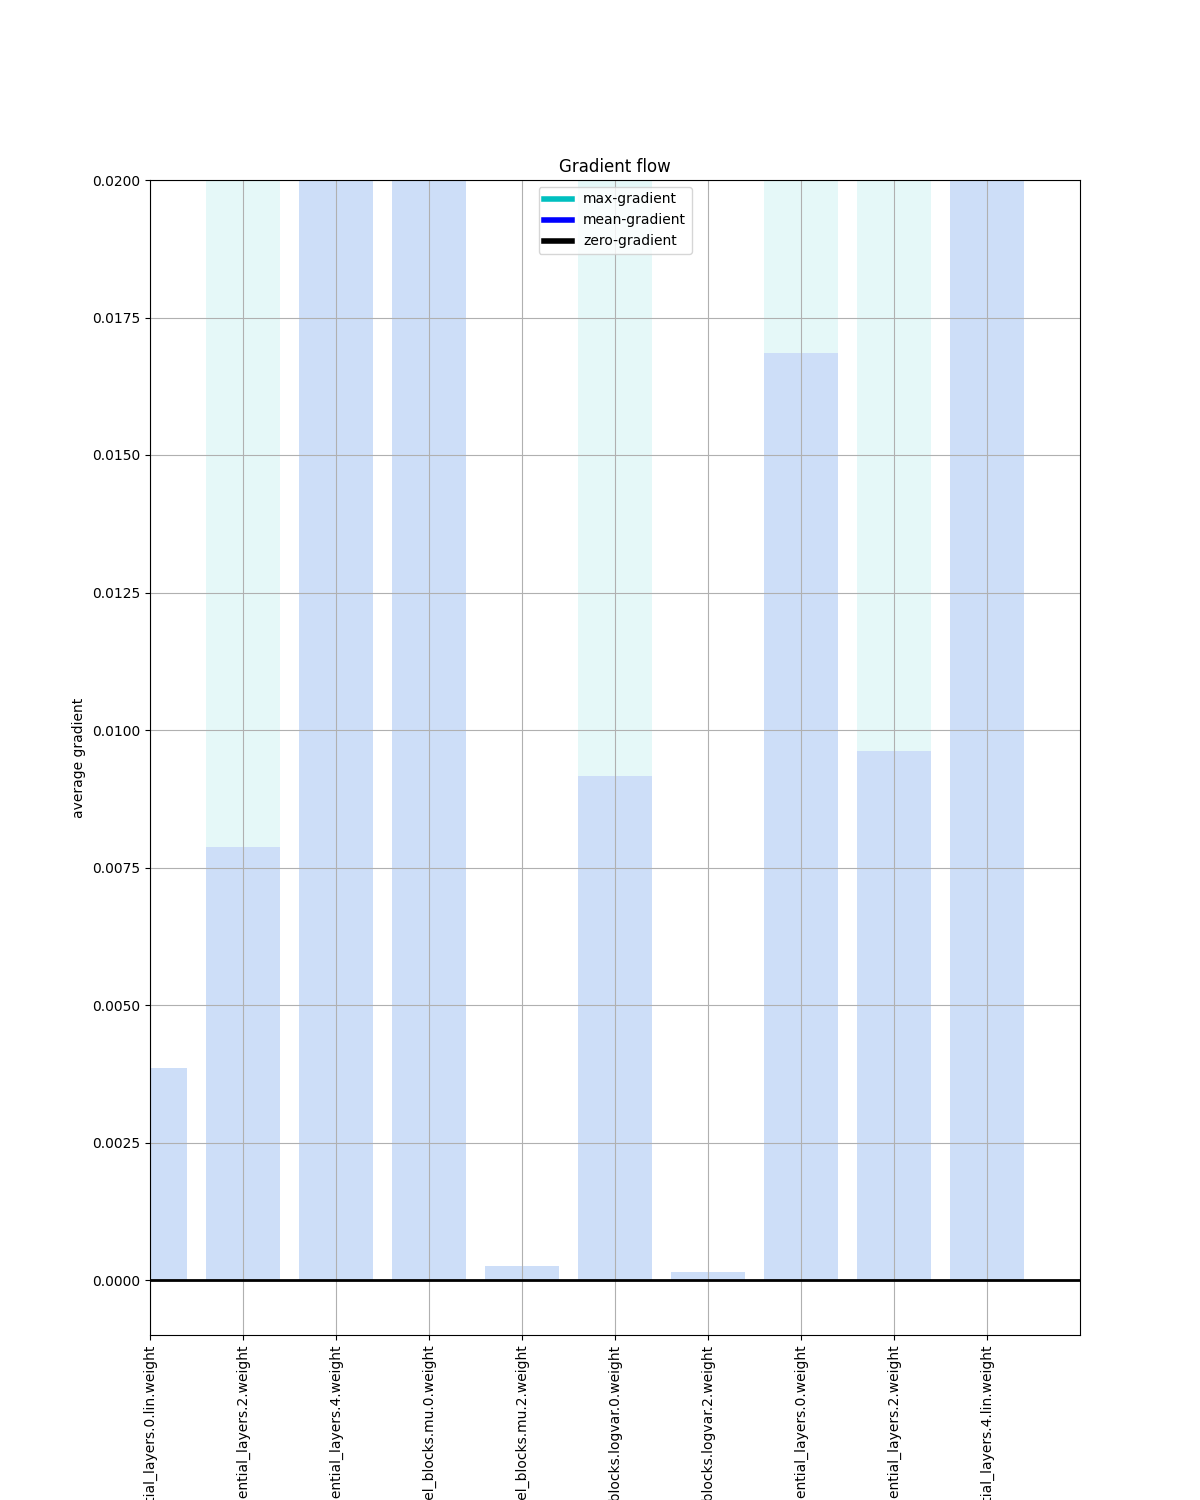 Gradient flow
max-gradient
mean-gradient
zero-gradient
0.0200
0.0175
0.0150
0.0125
0.0100
0.0075
0.0050
0.0025
0.0000
average gradient
tial_layers.0.lin.weight
ential_layers.2.weight
ential_layers.4.weight
el_blocks.mu.0.weight
el_blocks.mu.2.weight
blocks.logvar.0.weight
blocks.logvar.2.weight
ential_layers.0.weight
ential_layers.2.weight
tial_layers.4.lin.weight